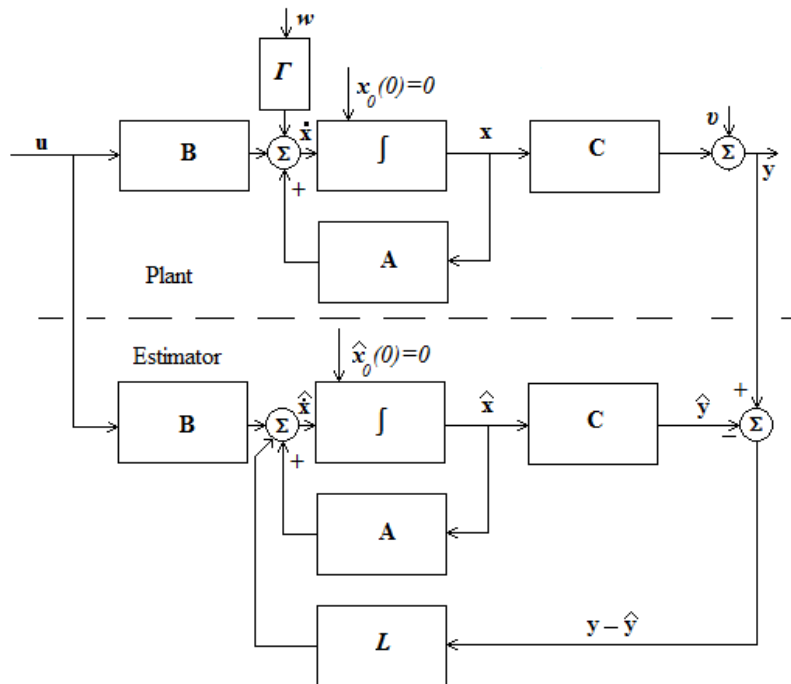 w
Γ
x₀(0)=0
u
B
Σ
ẋ
∫
x
C
υ
Σ
y
+
A
Plant
Estimator
x̂₀(0)=0
B
Σ
x̂̇
∫
x̂
C
ŷ
+
−
Σ
+
A
L
y – ŷ